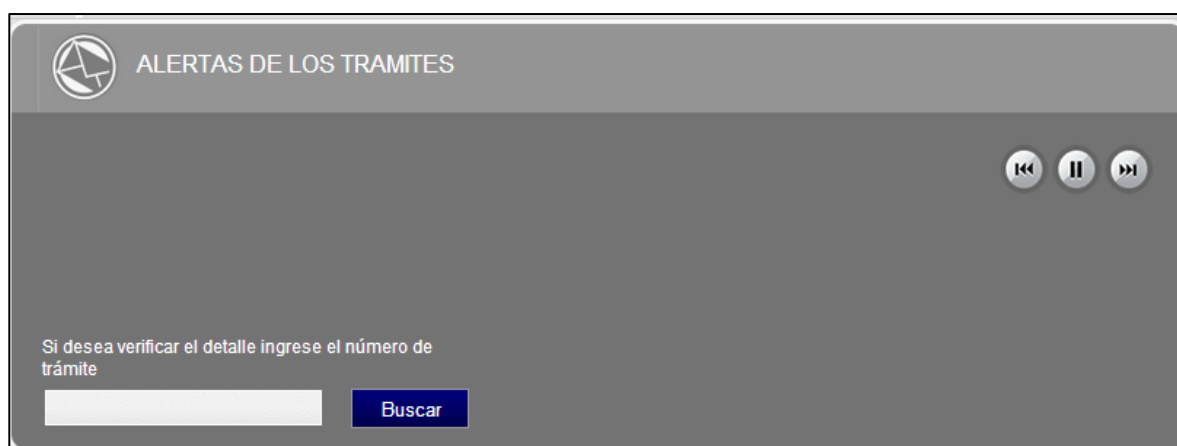 ALERTAS DE LOS TRAMITES
Si desea verificar el detalle ingrese el número de
trámite
Buscar